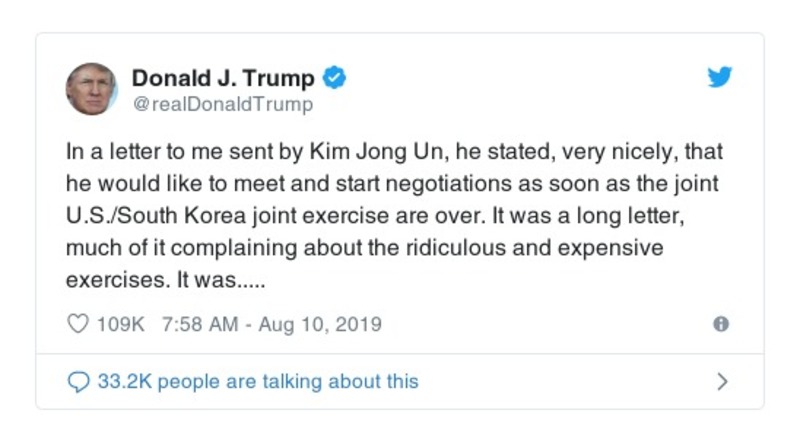 Donald J. Trump
@realDonaldTrump
In a letter to me sent by Kim Jong Un, he stated, very nicely, that
he would like to meet and start negotiations as soon as the joint
U.S./South Korea joint exercise are over. It was a long letter,
much of it complaining about the ridiculous and expensive
exercises. It was.....
109K 7:58 AM - Aug 10, 2019
33.2K people are talking about this